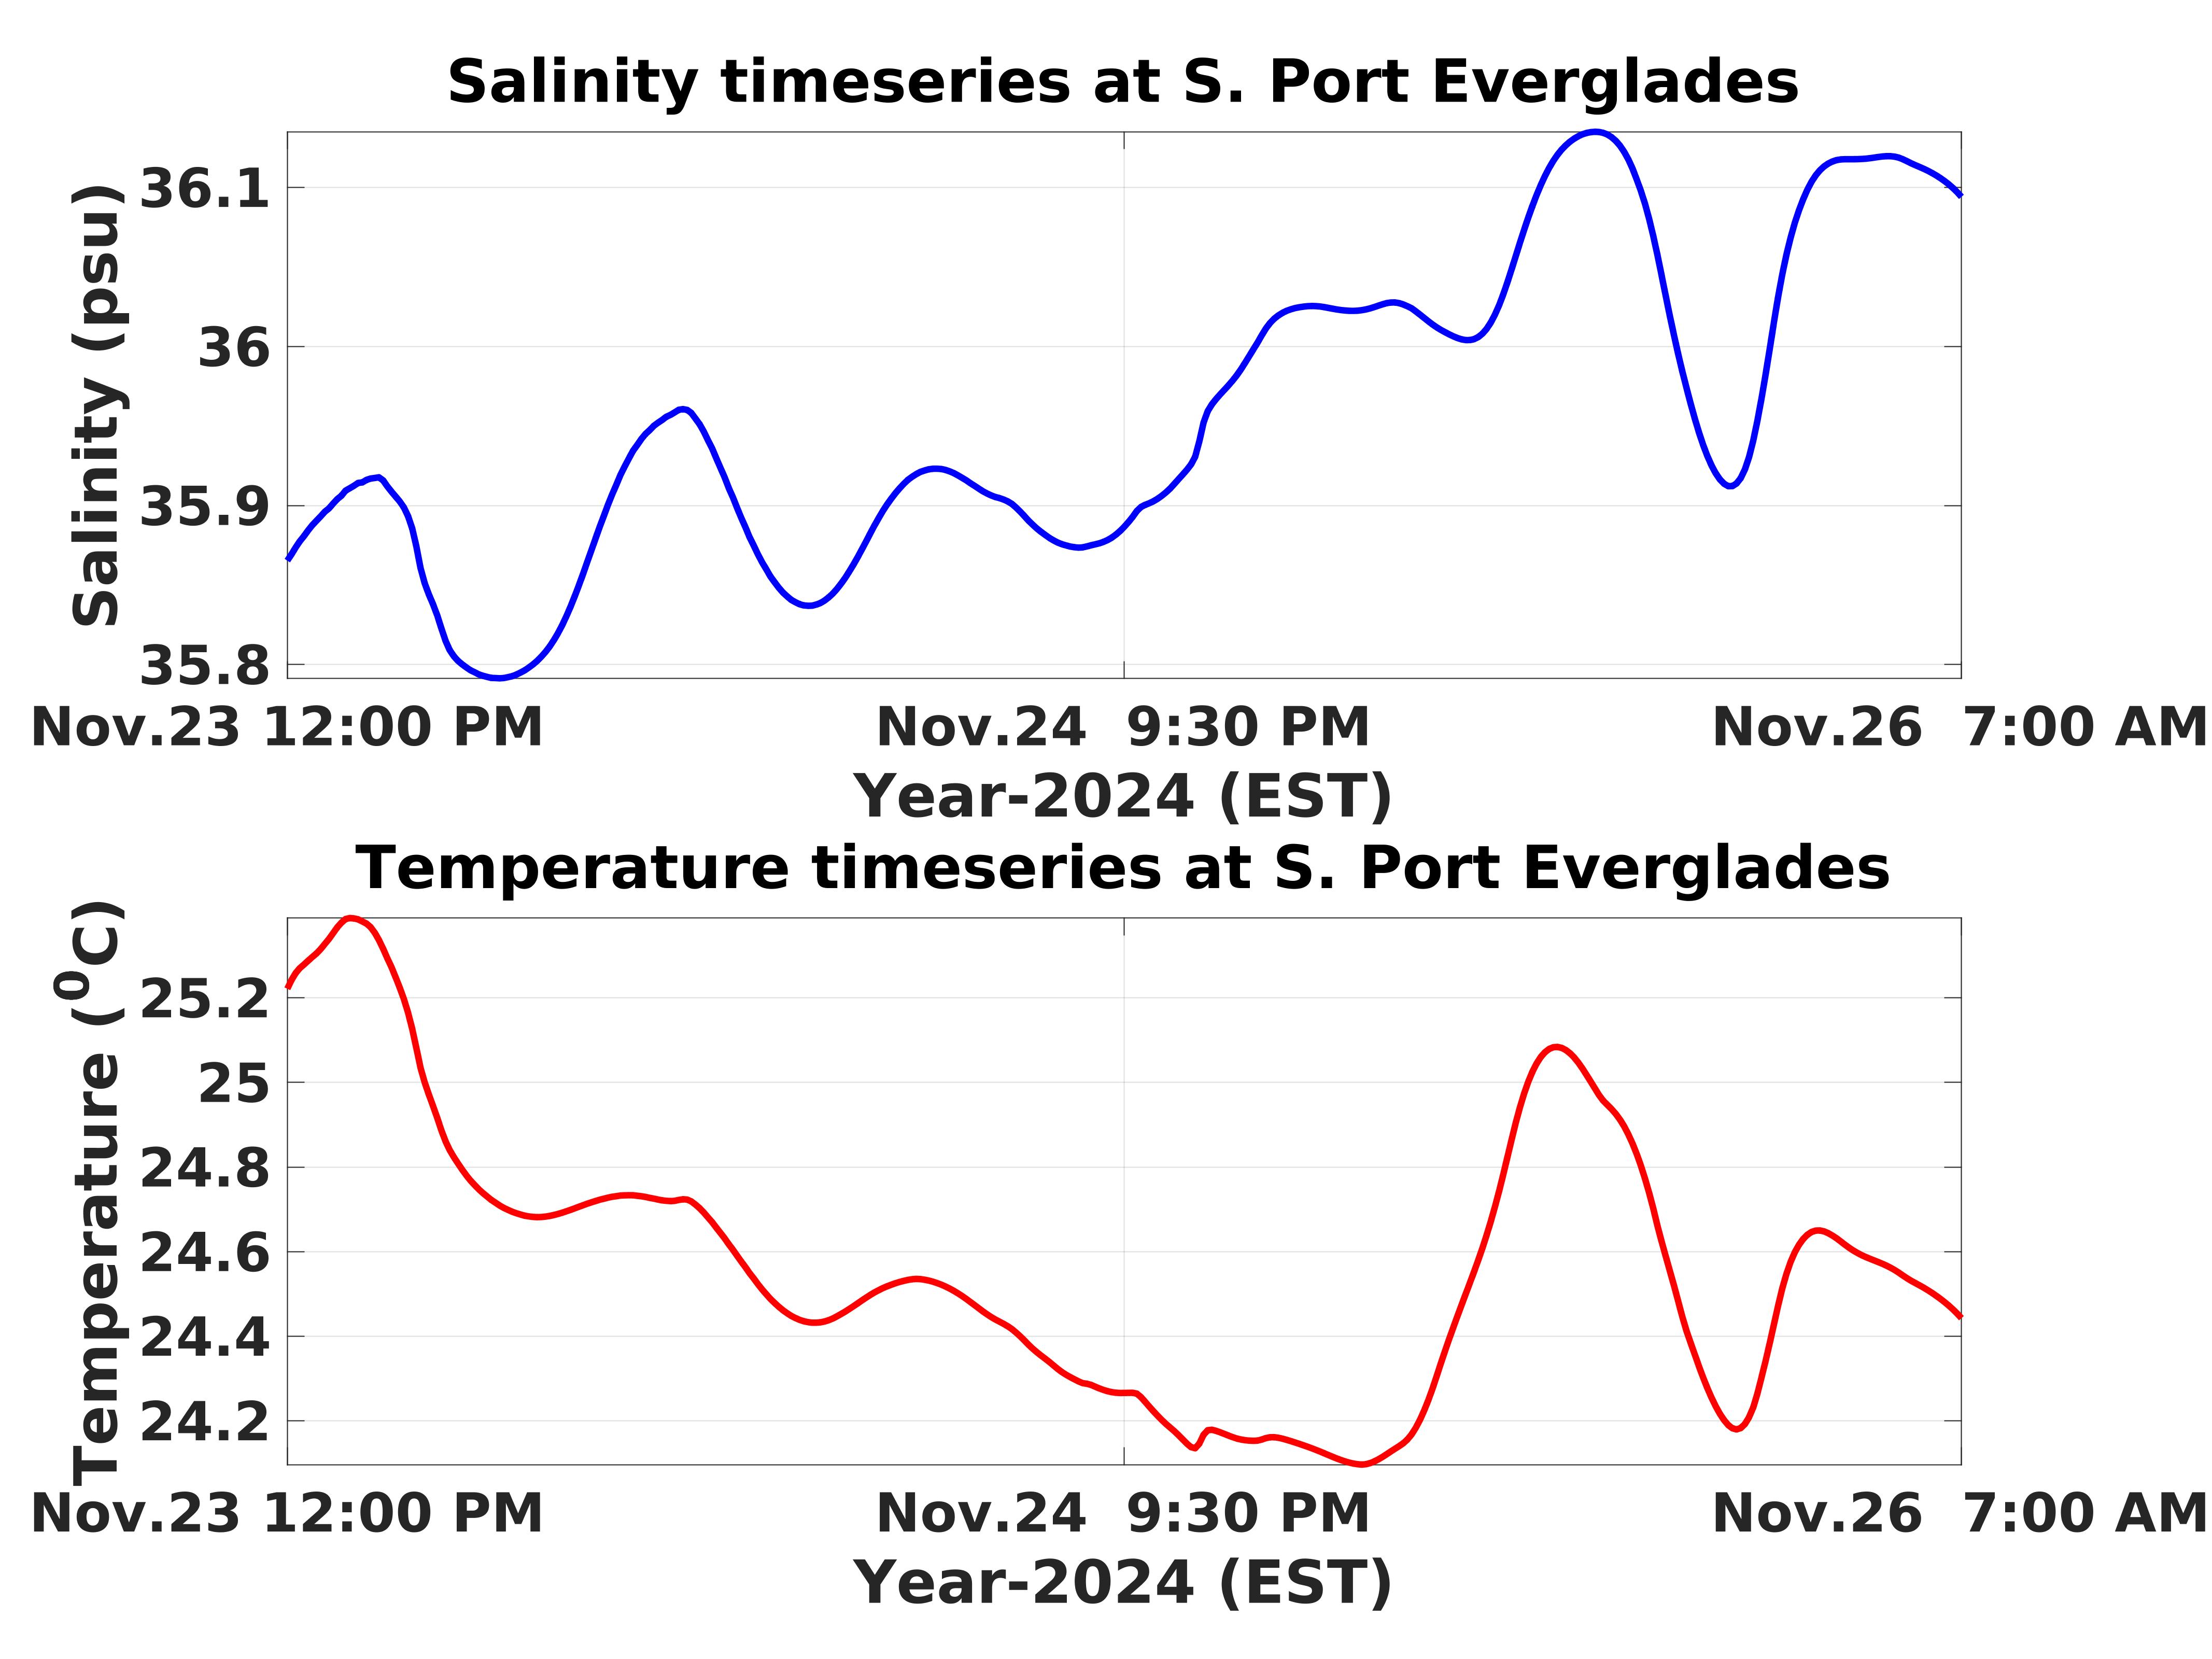 Salinity timeseries at S. Port Everglades
Salinity (psu)
36.1
36
35.9
35.8
Nov.23 12:00 PM
Nov.24  9:30 PM
Nov.26  7:00 AM
Year-2024 (EST)
Temperature timeseries at S. Port Everglades
Temperature (⁰C)
25.2
25
24.8
24.6
24.4
24.2
Nov.23 12:00 PM
Nov.24  9:30 PM
Nov.26  7:00 AM
Year-2024 (EST)